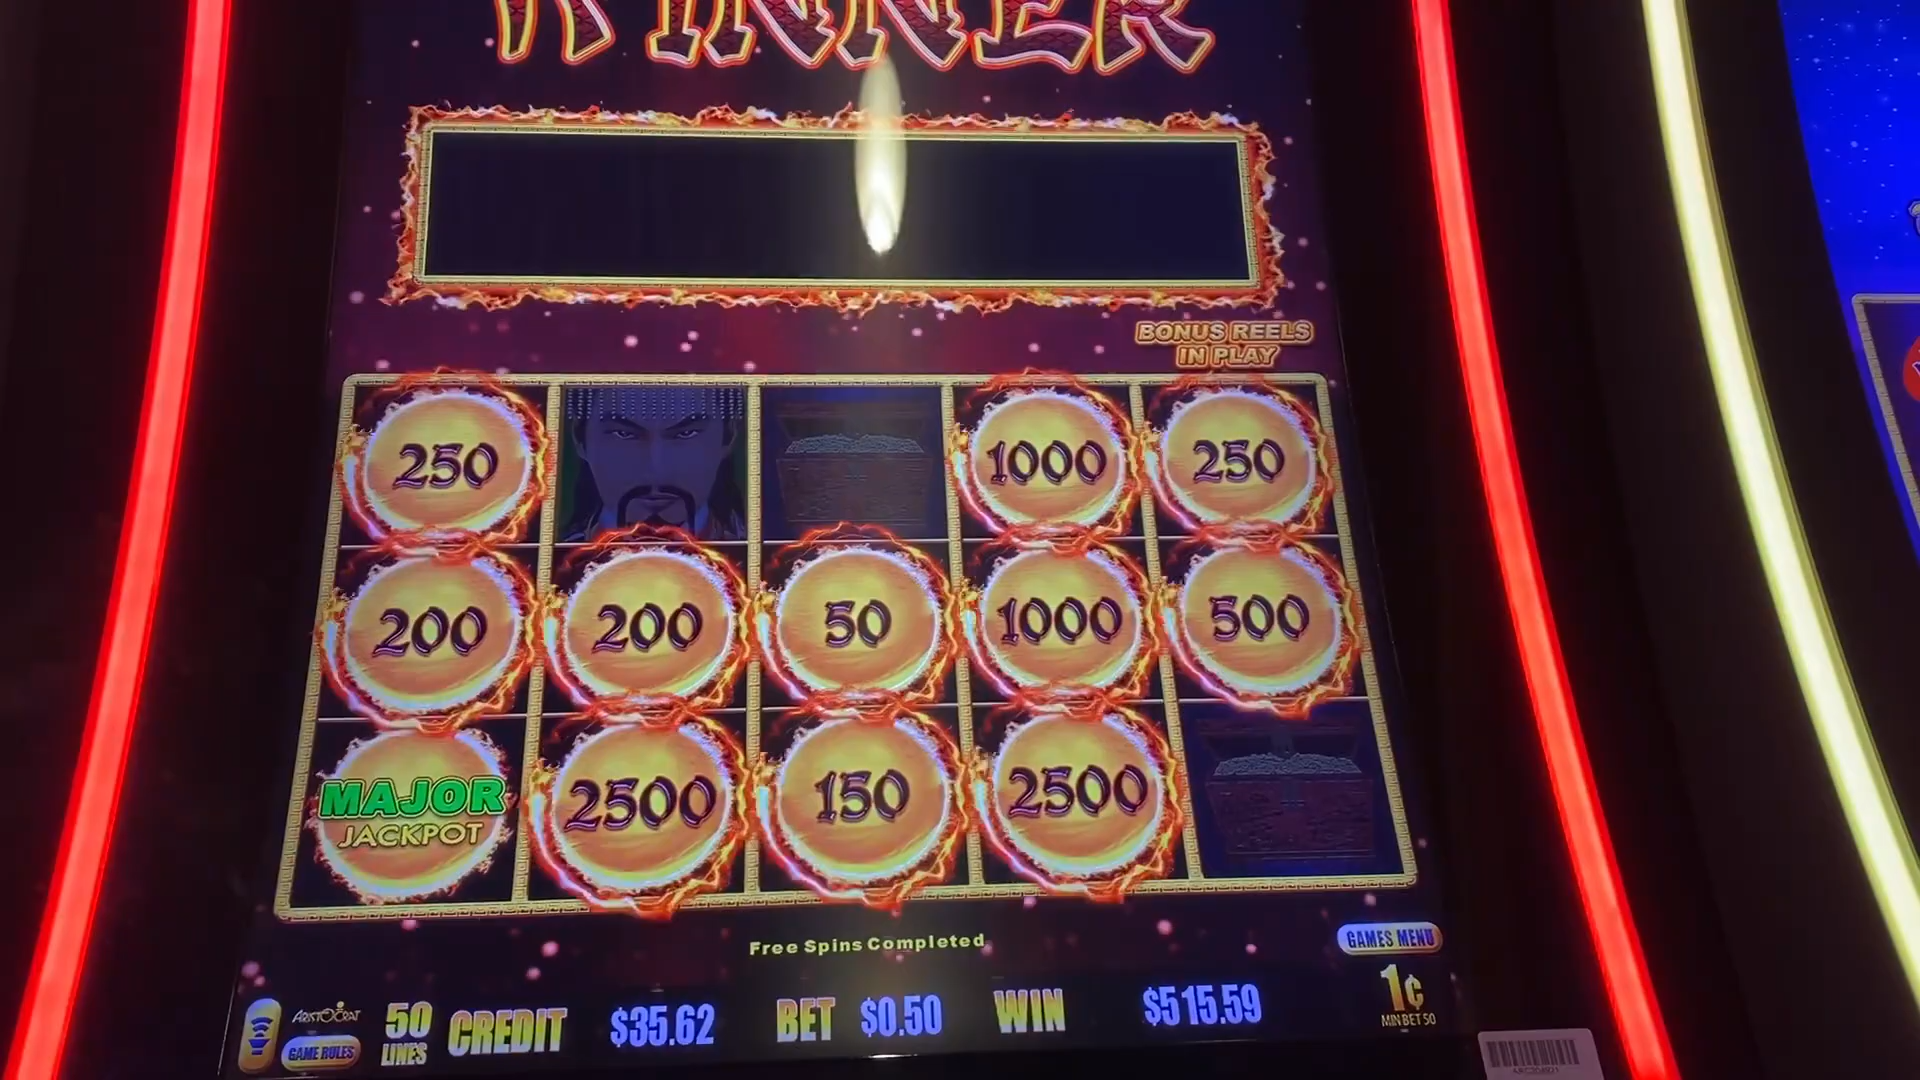 WINNER
BONUS REELS
IN PLAY
250
1000
250
200
200
50
1000
500
MAJOR
JACKPOT
2500
150
2500
Free Spins Completed
GAMES MENU
ARISTOCRAT
GAME RULES
50
LINES
CREDIT
$35.62
BET
$0.50
WIN
$515.59
1¢
MIN BET 50